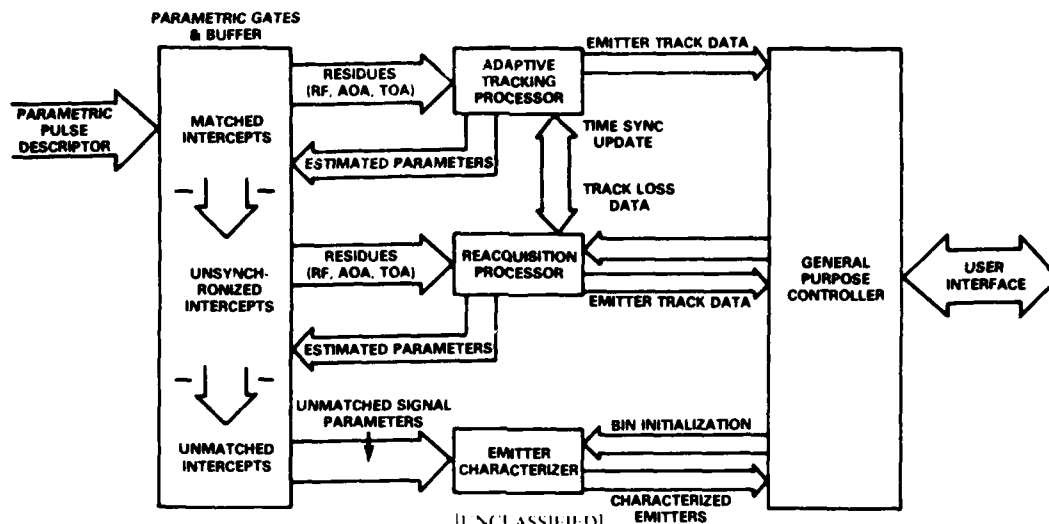 PARAMETRIC GATES
& BUFFER
PARAMETRIC
PULSE
DESCRIPTOR
MATCHED
INTERCEPTS
UNSYNCH-
RONIZED
INTERCEPTS
UNMATCHED
INTERCEPTS
RESIDUES
(RF, AOA, TOA)
ESTIMATED PARAMETERS
ADAPTIVE
TRACKING
PROCESSOR
EMITTER TRACK DATA
TIME SYNC
UPDATE
TRACK LOSS
DATA
RESIDUES
(RF, AOA, TOA)
ESTIMATED PARAMETERS
REACQUISITION
PROCESSOR
EMITTER TRACK DATA
UNMATCHED SIGNAL
PARAMETERS
EMITTER
CHARACTERIZER
BIN INITIALIZATION
CHARACTERIZED
EMITTERS
GENERAL
PURPOSE
CONTROLLER
USER
INTERFACE
[UNCLASSIFIED]